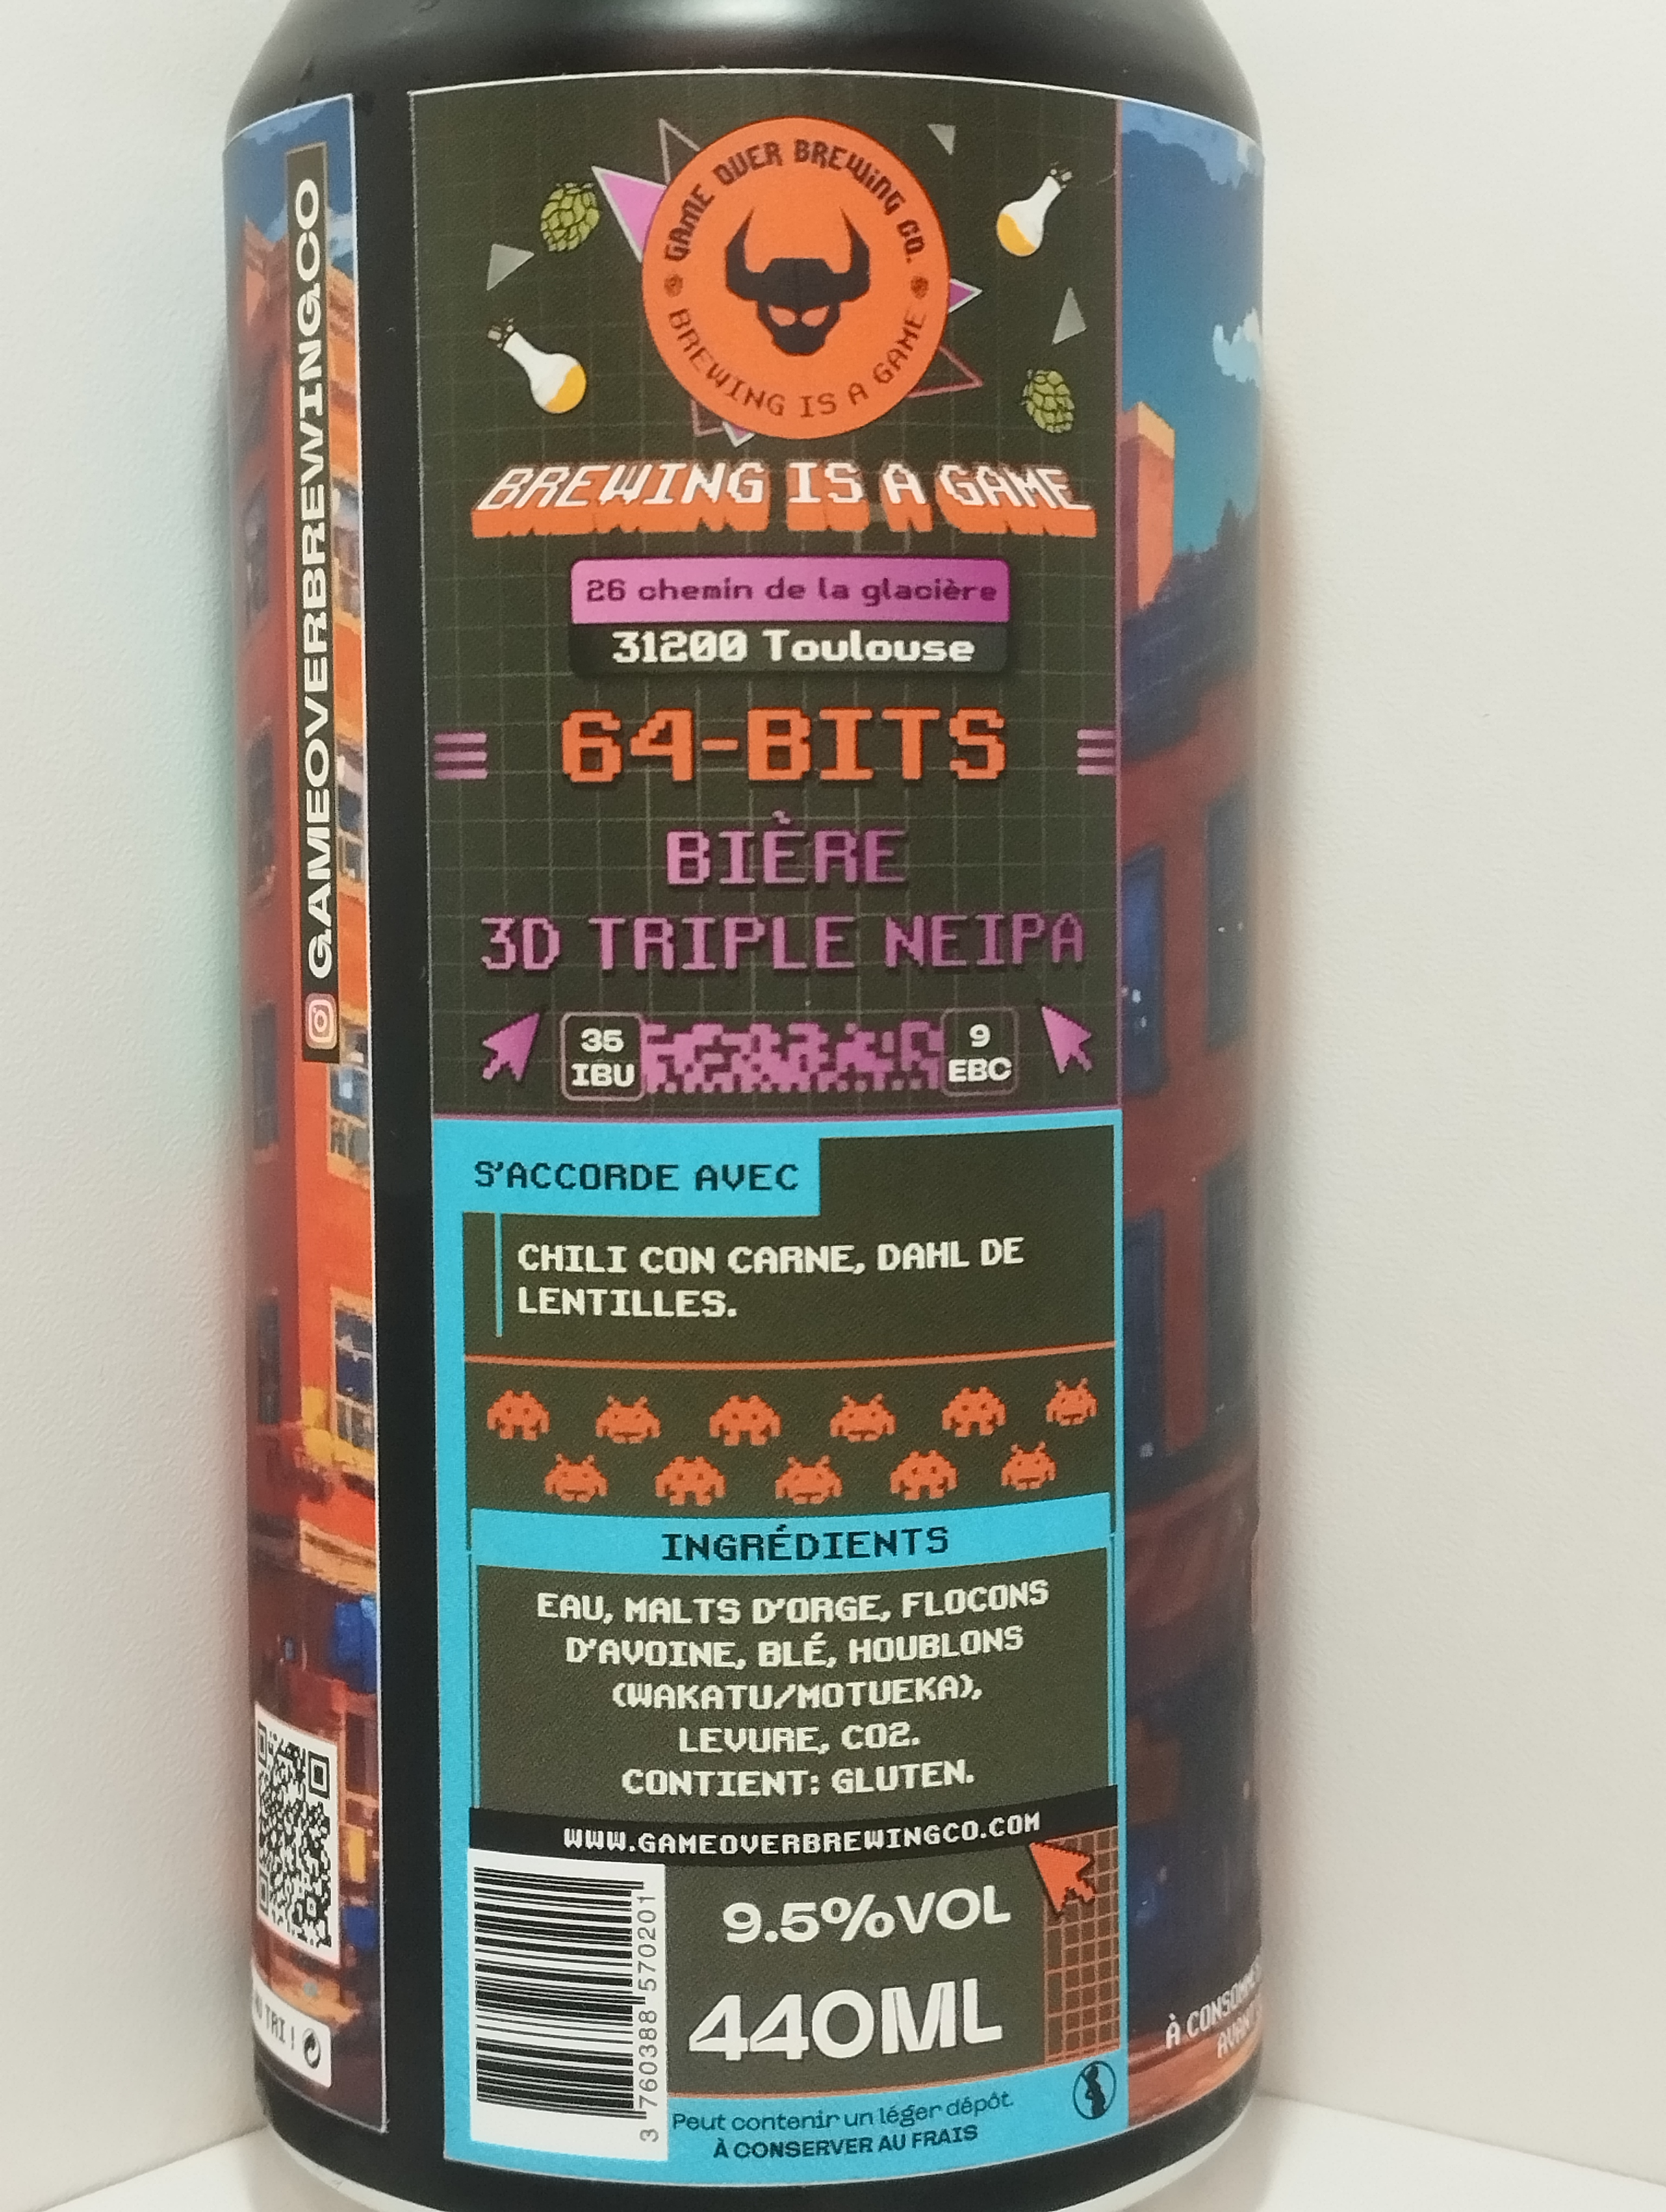 GAMEOVERBREWINGCO
GAME OVER BREWING CO.
BREWING IS A GAME
BREWING IS A GAME
26 chemin de la glacière
31200 Toulouse
64-BITS
BIÈRE
3D TRIPLE NEIPA
35
IBU
9
EBC
S'ACCORDE AVEC
CHILI CON CARNE, DAHL DE
LENTILLES.
INGRÉDIENTS
EAU, MALTS D'ORGE, FLOCONS
D'AVOINE, BLÉ, HOUBLONS
(WAKATU/MOTUEKA),
LEVURE, CO2.
CONTIENT: GLUTEN.
WWW.GAMEOVERBREWINGCO.COM
9.5%VOL
440ML
3 760388 570201
Peut contenir un léger dépôt.
À CONSERVER AU FRAIS
TRI !
À